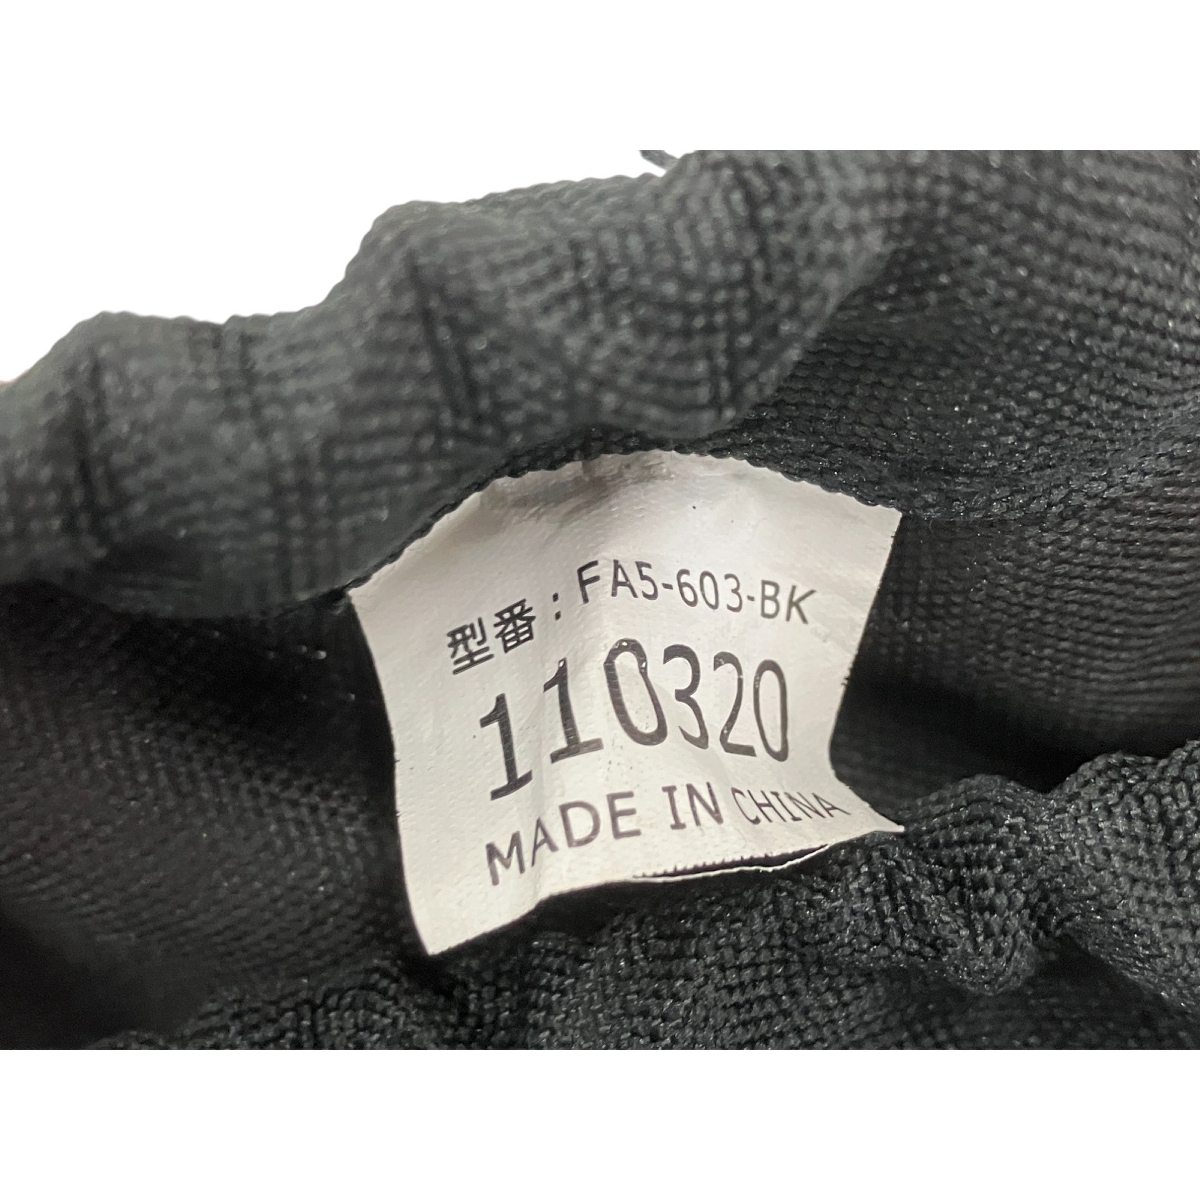 型番：FA5-603-BK
110320
MADE IN CHINA